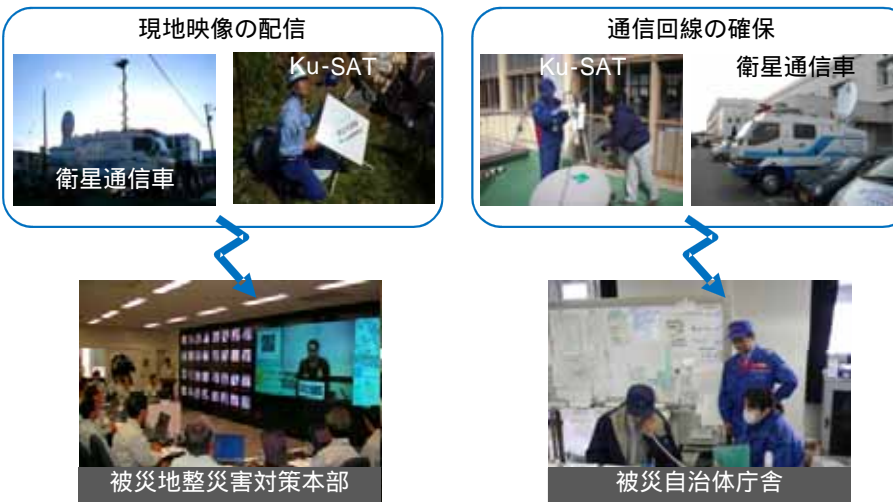 現地映像の配信
衛星通信車
Ku-SAT
被災地整災害対策本部
通信回線の確保
Ku-SAT
衛星通信車
被災自治体庁舎